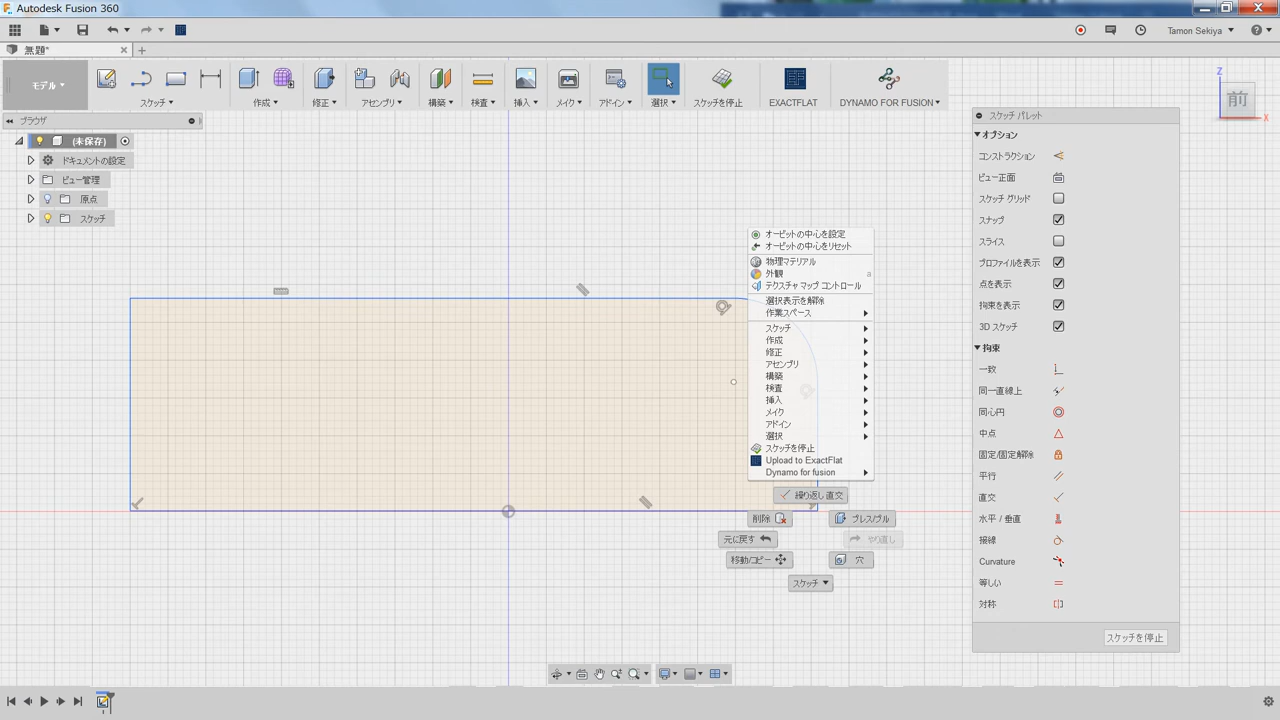 Autodesk Fusion 360
Tamon Sekiya
無題*
モデル
スケッチ
作成
修正
アセンブリ
構築
検査
挿入
メイク
アドイン
選択
スケッチを停止
EXACTFLAT
DYNAMO FOR FUSION
ブラウザ
(未保存)
ドキュメントの設定
ビュー管理
原点
スケッチ
Z
前
X
オービットの中心を設定
オービットの中心をリセット
物理マテリアル
外観 a
テクスチャ マップ コントロール
選択表示を解除
作業スペース
スケッチ
作成
修正
アセンブリ
構築
検査
挿入
メイク
アドイン
選択
スケッチを停止
Upload to ExactFlat
Dynamo for fusion
繰り返し 直交
削除
プレス/プル
元に戻す
やり直し
移動/コピー
穴
スケッチ
スケッチ パレット
オプション
コンストラクション
ビュー正面
スケッチ グリッド
スナップ
スライス
プロファイルを表示
点を表示
拘束を表示
3D スケッチ
拘束
一致
同一直線上
同心円
中点
固定/固定解除
平行
直交
水平 / 垂直
接線
Curvature
等しい
対称
スケッチを停止